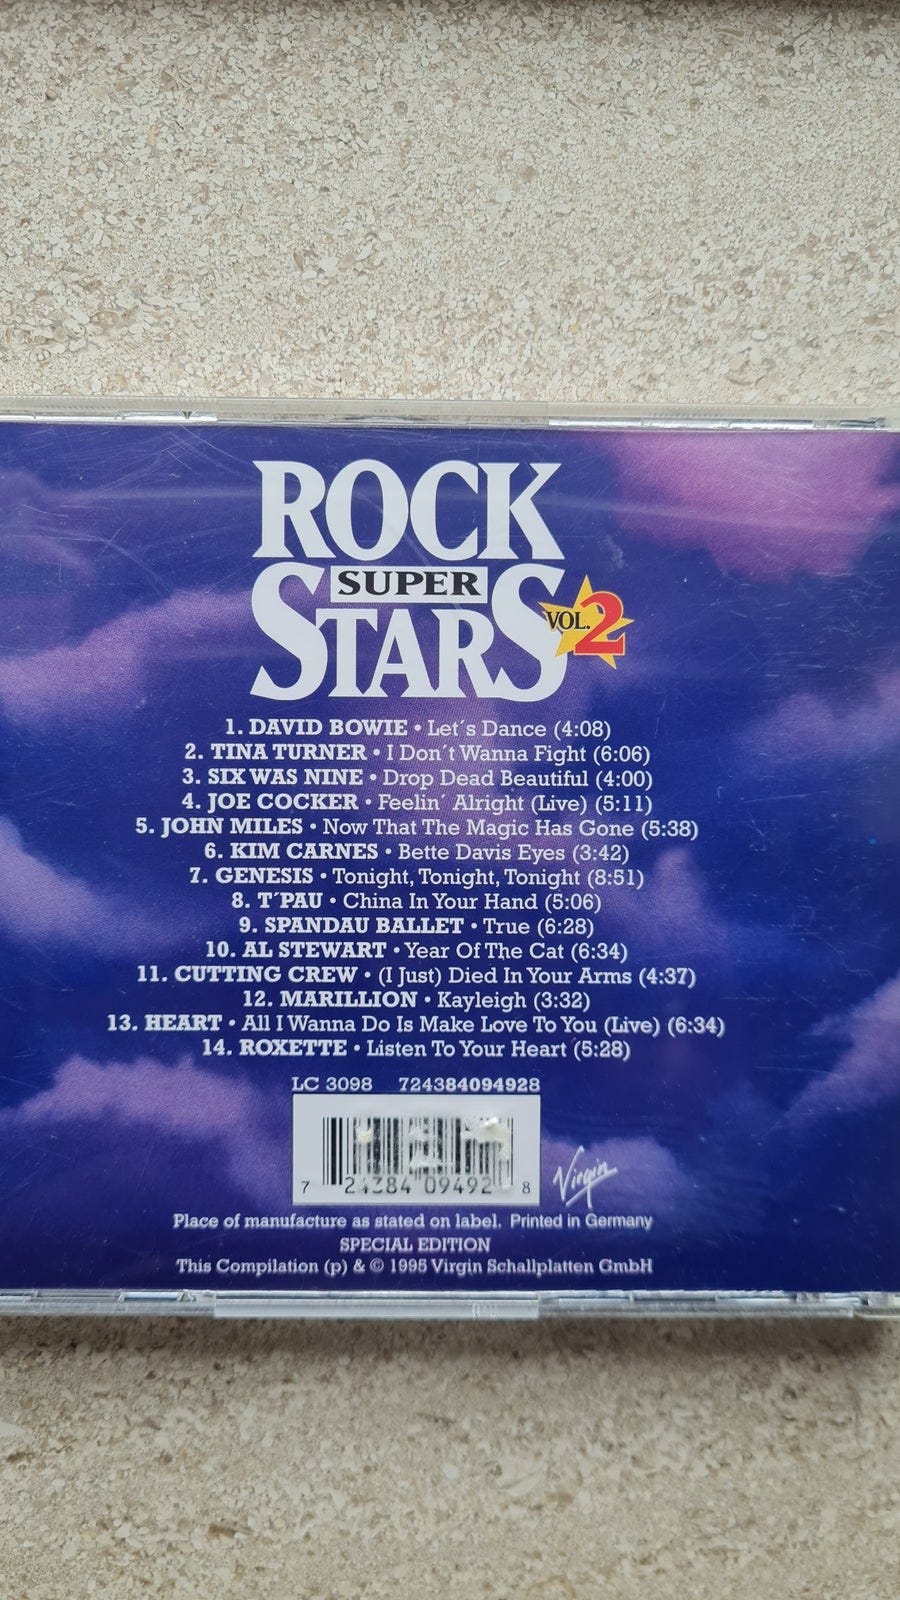 ROCK
SUPER
STARS
VOL. 2
1. DAVID BOWIE • Let´s Dance (4:08)
2. TINA TURNER • I Don´t Wanna Fight (6:06)
3. SIX WAS NINE • Drop Dead Beautiful (4:00)
4. JOE COCKER • Feelin´ Alright (Live) (5:11)
5. JOHN MILES • Now That The Magic Has Gone (5:38)
6. KIM CARNES • Bette Davis Eyes (3:42)
7. GENESIS • Tonight, Tonight, Tonight (8:51)
8. T´PAU • China In Your Hand (5:06)
9. SPANDAU BALLET • True (6:28)
10. AL STEWART • Year Of The Cat (6:34)
11. CUTTING CREW • (I Just) Died In Your Arms (4:37)
12. MARILLION • Kayleigh (3:32)
13. HEART • All I Wanna Do Is Make Love To You (Live) (6:34)
14. ROXETTE • Listen To Your Heart (5:28)
LC 3098 724384094928
7 24384 09492 8
Virgin
Place of manufacture as stated on label. Printed in Germany
SPECIAL EDITION
This Compilation (p) & © 1995 Virgin Schallplatten GmbH